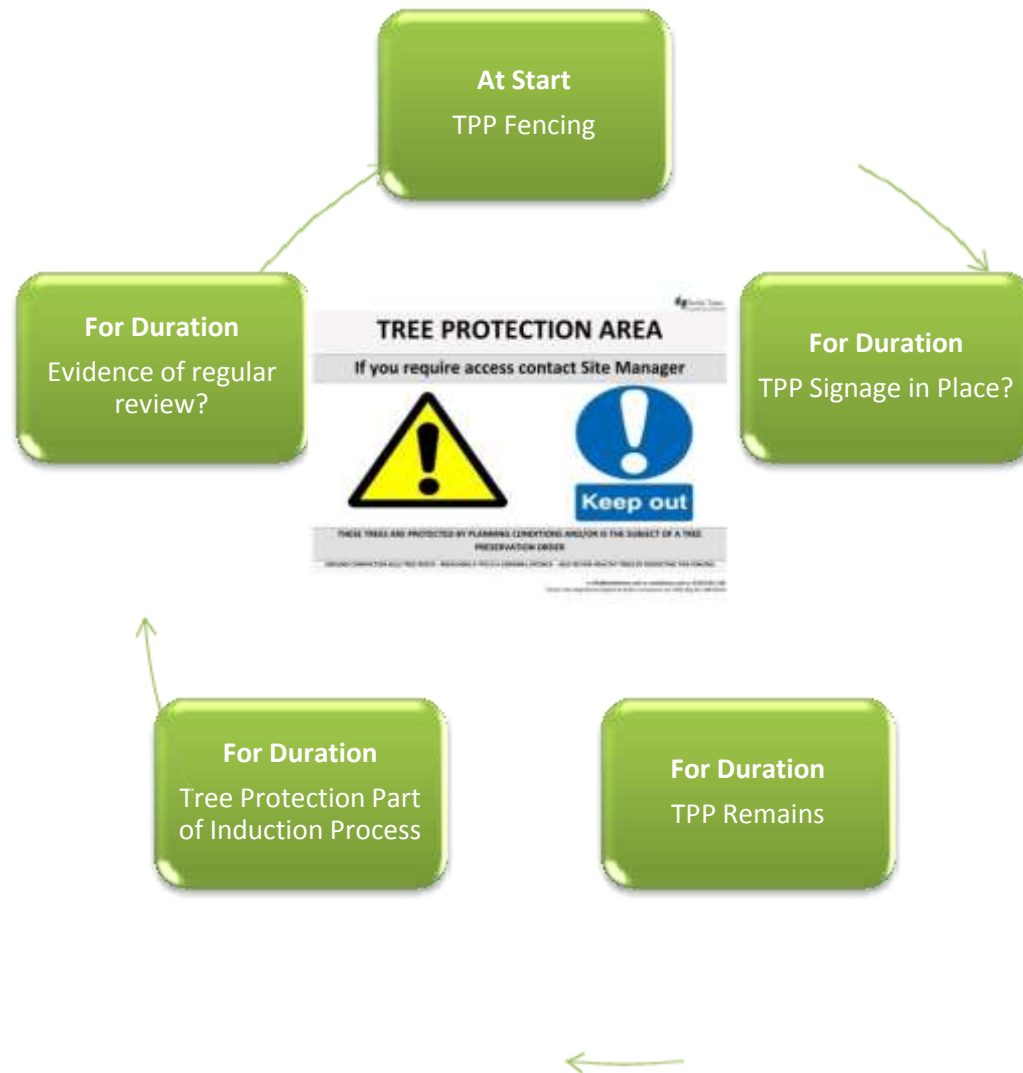 At Start
TPP Fencing
For Duration
Evidence of regular
review?
TREE PROTECTION AREA
If you require access contact Site Manager
Keep out
THESE TREES ARE PROTECTED BY PLANNING CONDITIONS AND/OR IS THE SUBJECT OF A TREE
PRESERVATION ORDER
For Duration
TPP Signage in Place?
For Duration
Tree Protection Part
of Induction Process
For Duration
TPP Remains